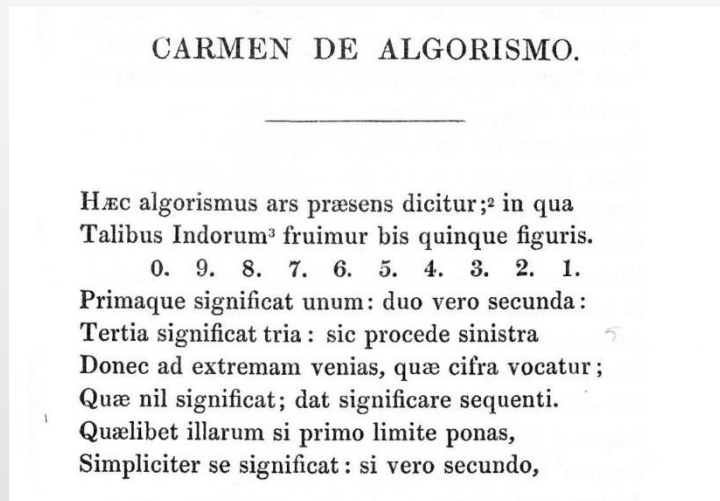 CARMEN DE ALGORISMO.
HÆC algorismus ars præsens dicitur;² in qua
Talibus Indorum³ fruimur bis quinque figuris.
0. 9. 8. 7. 6. 5. 4. 3. 2. 1.
Primaque significat unum: duo vero secunda:
Tertia significat tria: sic procede sinistra
Donec ad extremam venias, quæ cifra vocatur;
Quæ nil significat; dat significare sequenti.
Quælibet illarum si primo limite ponas,
Simpliciter se significat: si vero secundo,